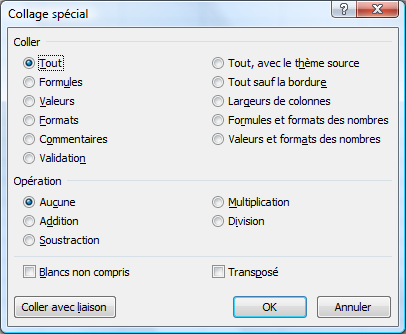 Collage spécial
Coller
Tout
Tout, avec le thème source
Formules
Tout sauf la bordure
Valeurs
Largeurs de colonnes
Formats
Formules et formats des nombres
Commentaires
Valeurs et formats des nombres
Validation
Opération
Aucune
Multiplication
Addition
Division
Soustraction
Blancs non compris
Transposé
Coller avec liaison
OK
Annuler